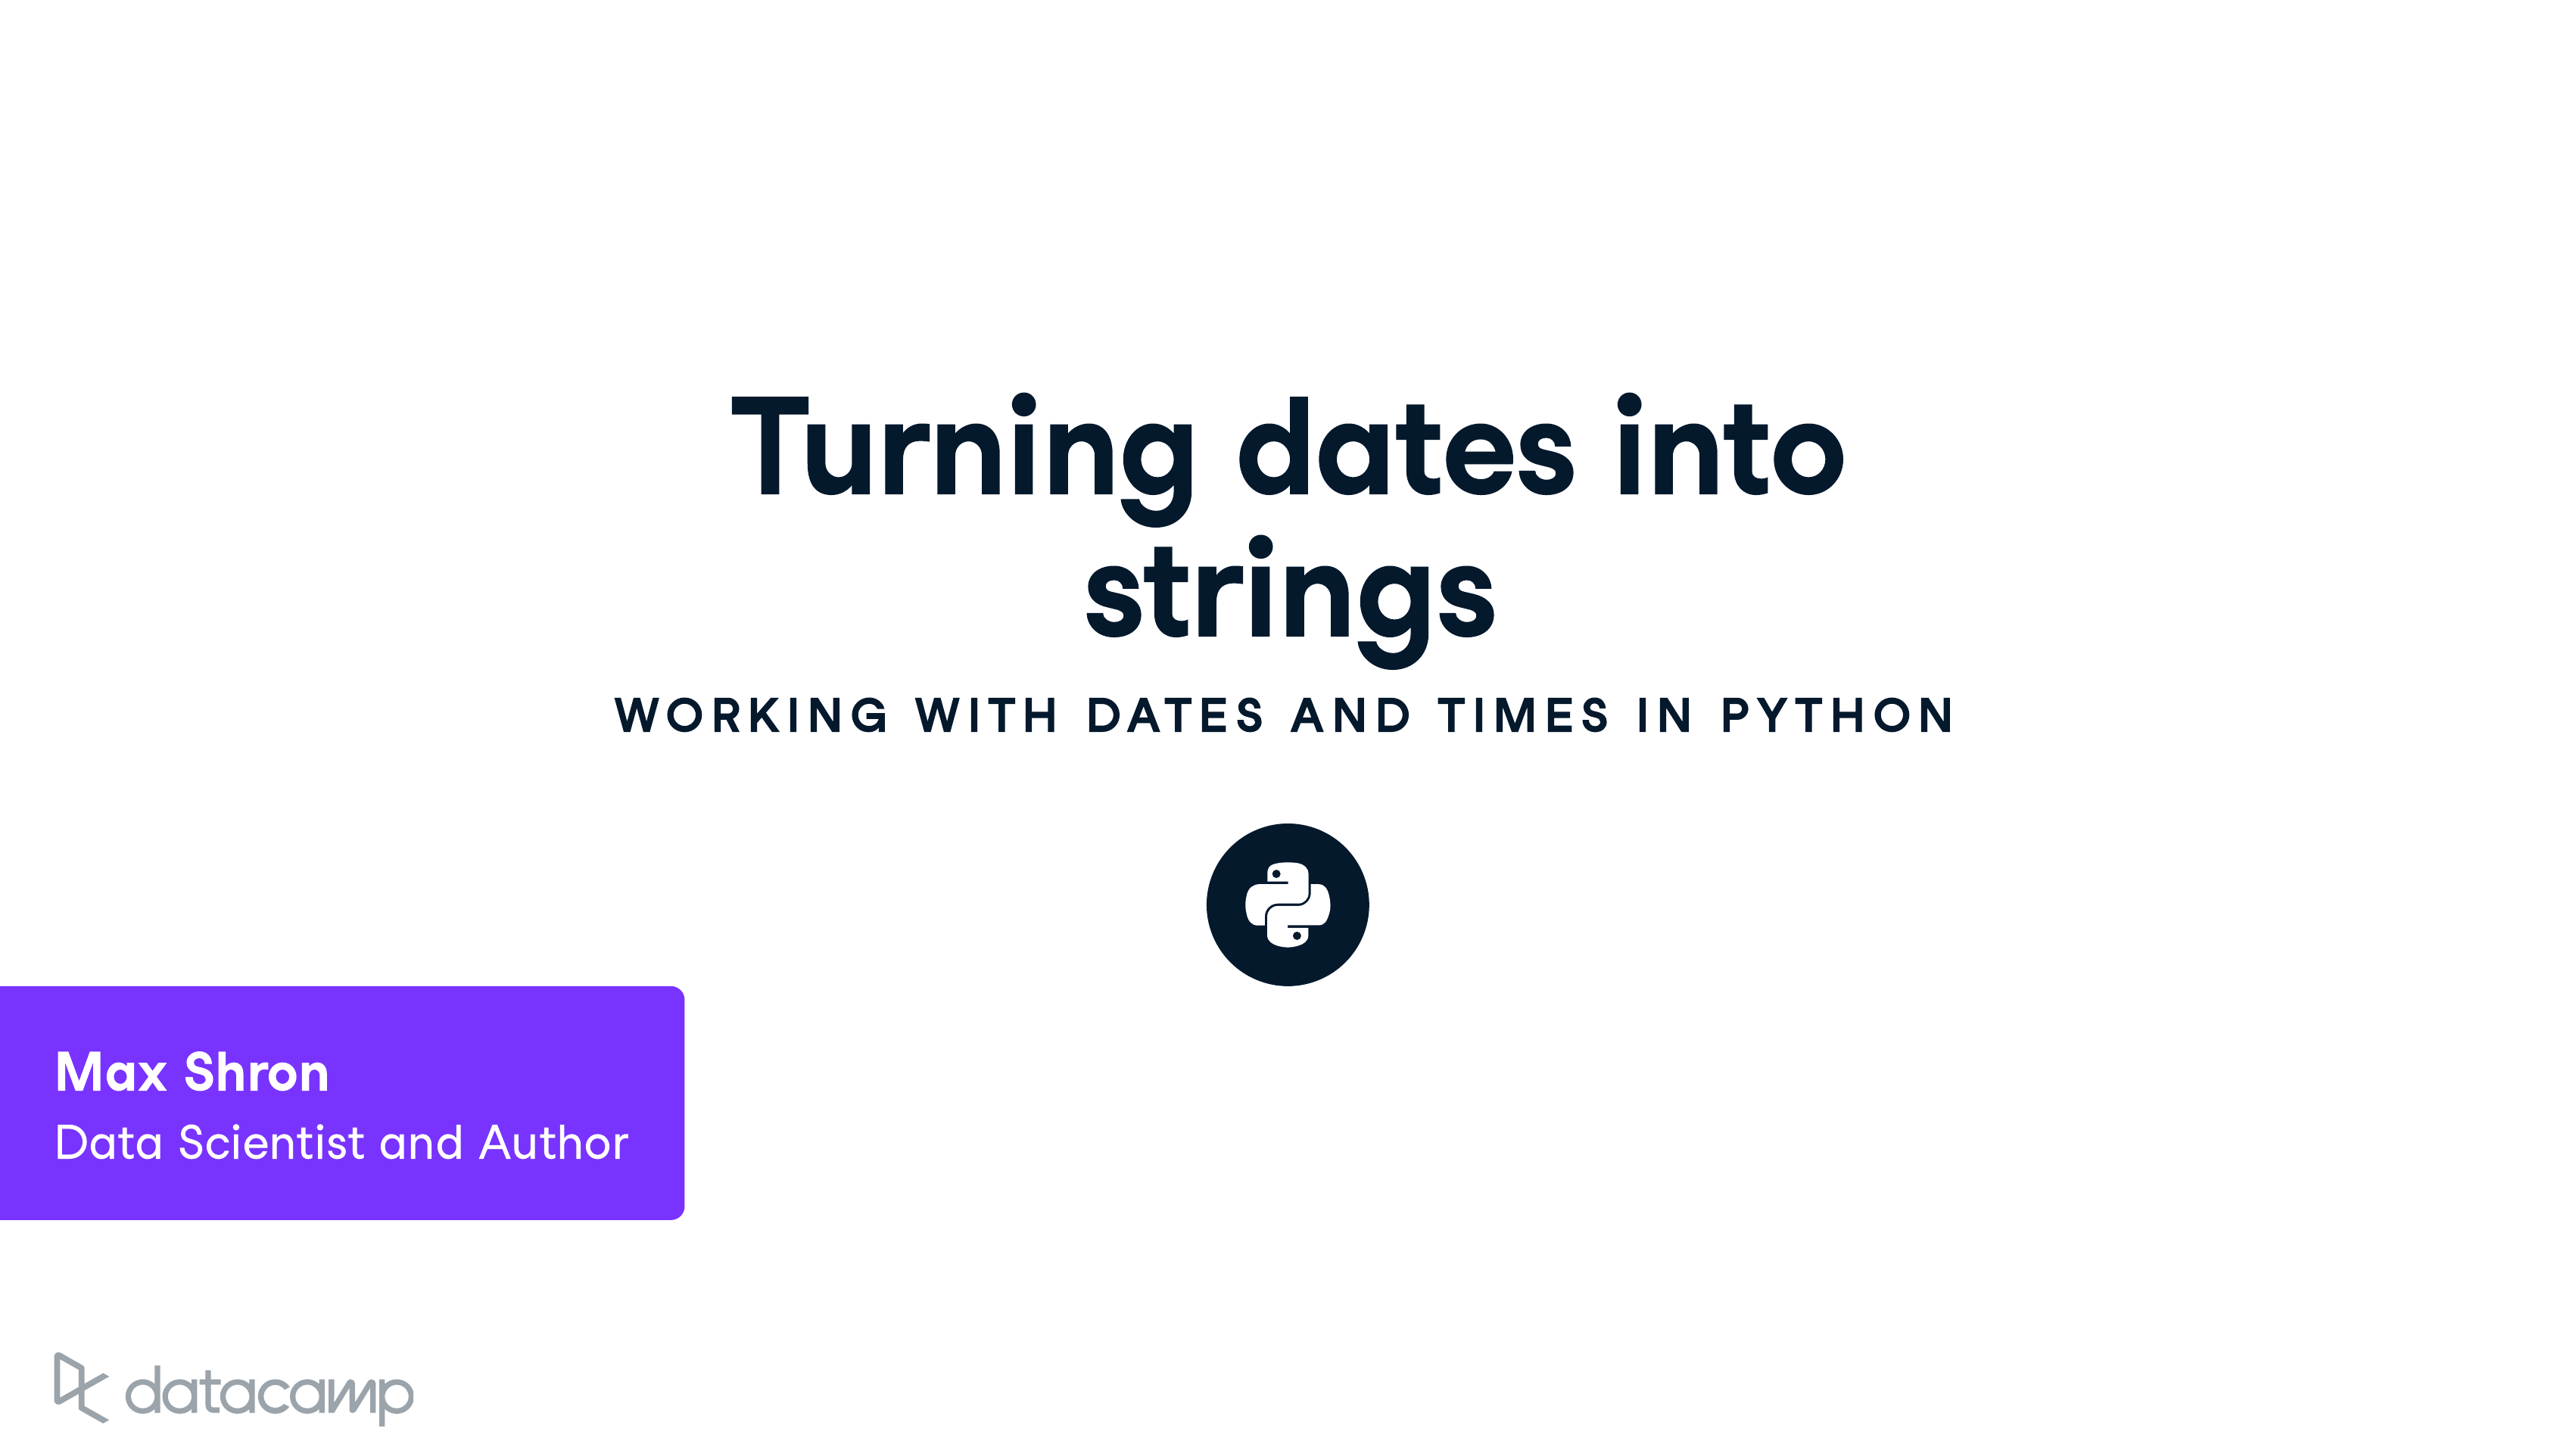 Turning dates into
strings
WORKING WITH DATES AND TIMES IN PYTHON
Max Shron
Data Scientist and Author
datacamp